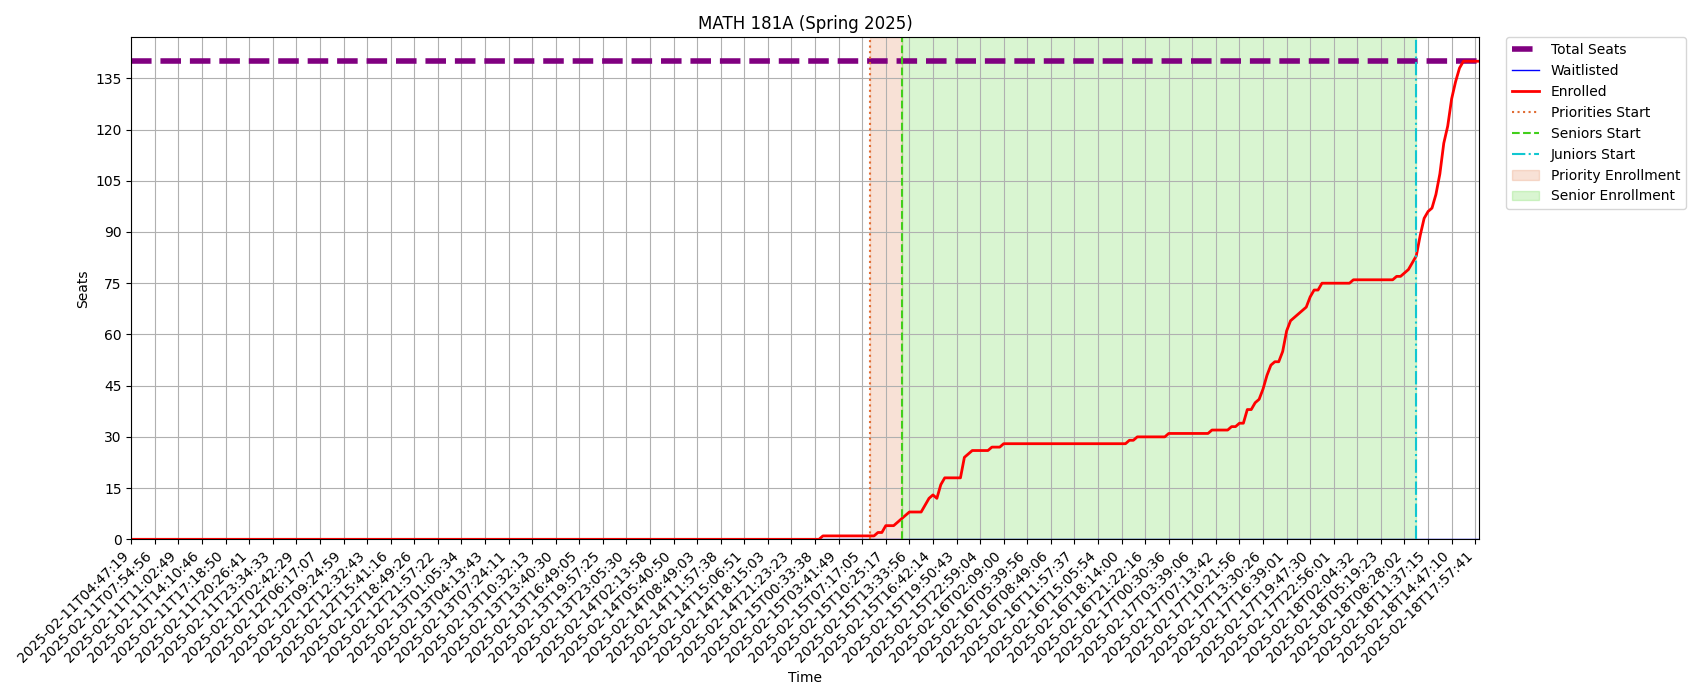 MATH 181A (Spring 2025)
Total Seats
Waitlisted
Enrolled
Priorities Start
Seniors Start
Juniors Start
Priority Enrollment
Senior Enrollment
Seats
135
120
105
90
75
60
45
30
15
0
2025-02-11T04:47:19
2025-02-11T07:54:56
2025-02-11T11:02:49
2025-02-11T14:10:46
2025-02-11T17:18:50
2025-02-11T20:26:41
2025-02-11T23:34:33
2025-02-12T02:42:29
2025-02-12T06:17:07
2025-02-12T09:24:59
2025-02-12T12:32:43
2025-02-12T15:41:16
2025-02-12T18:49:26
2025-02-12T21:57:22
2025-02-13T01:05:34
2025-02-13T04:13:43
2025-02-13T07:24:11
2025-02-13T10:32:13
2025-02-13T13:40:30
2025-02-13T16:49:05
2025-02-13T19:57:25
2025-02-13T23:05:30
2025-02-14T02:13:58
2025-02-14T05:40:50
2025-02-14T08:49:03
2025-02-14T11:57:38
2025-02-14T15:06:51
2025-02-14T18:15:03
2025-02-14T21:23:23
2025-02-15T00:33:38
2025-02-15T03:41:49
2025-02-15T07:17:05
2025-02-15T10:25:17
2025-02-15T13:33:56
2025-02-15T16:42:14
2025-02-15T19:50:43
2025-02-15T22:59:04
2025-02-16T02:09:00
2025-02-16T05:39:56
2025-02-16T08:49:06
2025-02-16T11:57:37
2025-02-16T15:05:54
2025-02-16T18:14:00
2025-02-16T21:22:16
2025-02-17T00:30:36
2025-02-17T03:39:06
2025-02-17T07:13:42
2025-02-17T10:21:56
2025-02-17T13:30:26
2025-02-17T16:39:01
2025-02-17T19:47:30
2025-02-17T22:56:01
2025-02-18T02:04:32
2025-02-18T05:19:23
2025-02-18T08:28:02
2025-02-18T11:37:15
2025-02-18T14:47:10
2025-02-18T17:57:41
Time